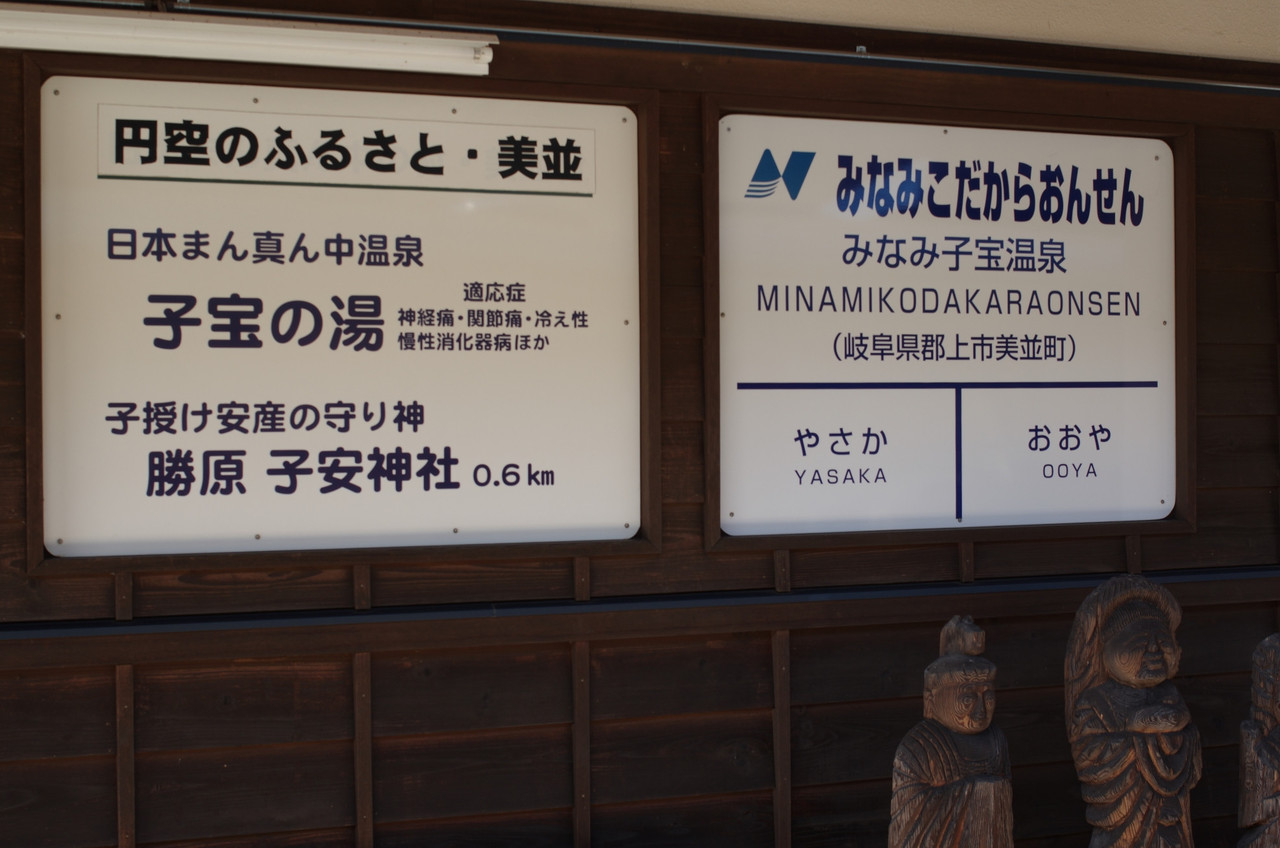 円空のふるさと・美並
日本まん真ん中温泉
子宝の湯
適応症
神経痛・関節痛・冷え性
慢性消化器病ほか
子授け安産の守り神
勝原 子安神社 0.6km
みなみこだからおんせん
みなみ子宝温泉
MINAMIKODAKARAONSEN
（岐阜県郡上市美並町）
やさか
YASAKA
おおや
OOYA